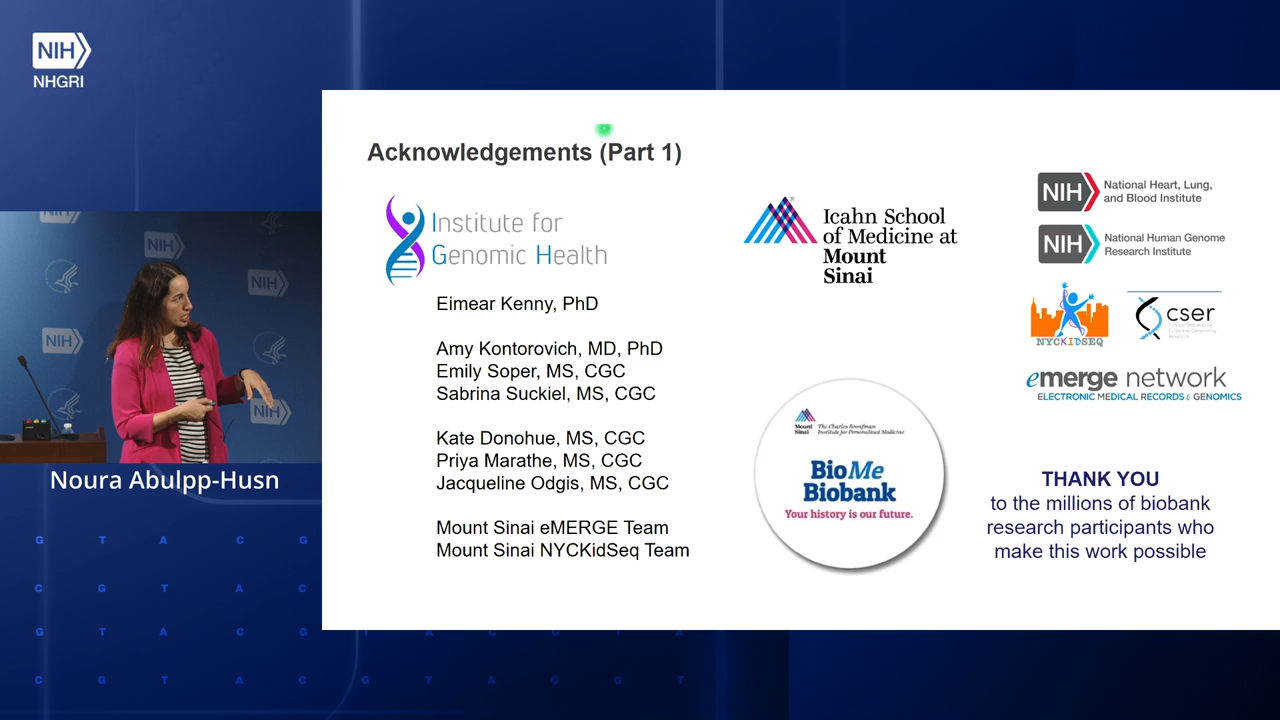 NIH
NHGRI
Acknowledgements (Part 1)
Institute for
Genomic Health
Eimear Kenny, PhD
Amy Kontorovich, MD, PhD
Emily Soper, MS, CGC
Sabrina Suckiel, MS, CGC
Kate Donohue, MS, CGC
Priya Marathe, MS, CGC
Jacqueline Odgis, MS, CGC
Mount Sinai eMERGE Team
Mount Sinai NYCKidSeq Team
Icahn School
of Medicine at
Mount
Sinai
Mount
Sinai
The Charles Bronfman
Institute for Personalized Medicine
BioMe
Biobank
Your history is our future.
NIH
National Heart, Lung,
and Blood Institute
NIH
National Human Genome
Research Institute
NYCKIDSEQ
cser
emerge network
ELECTRONIC MEDICAL RECORDS & GENOMICS
THANK YOU
to the millions of biobank
research participants who
make this work possible
NIH
NIH
NIH
NIH
Noura Abulpp-Husn
G T A C G
C G T A C
G T A C G T A C G T A
C G T A C G T A C G T